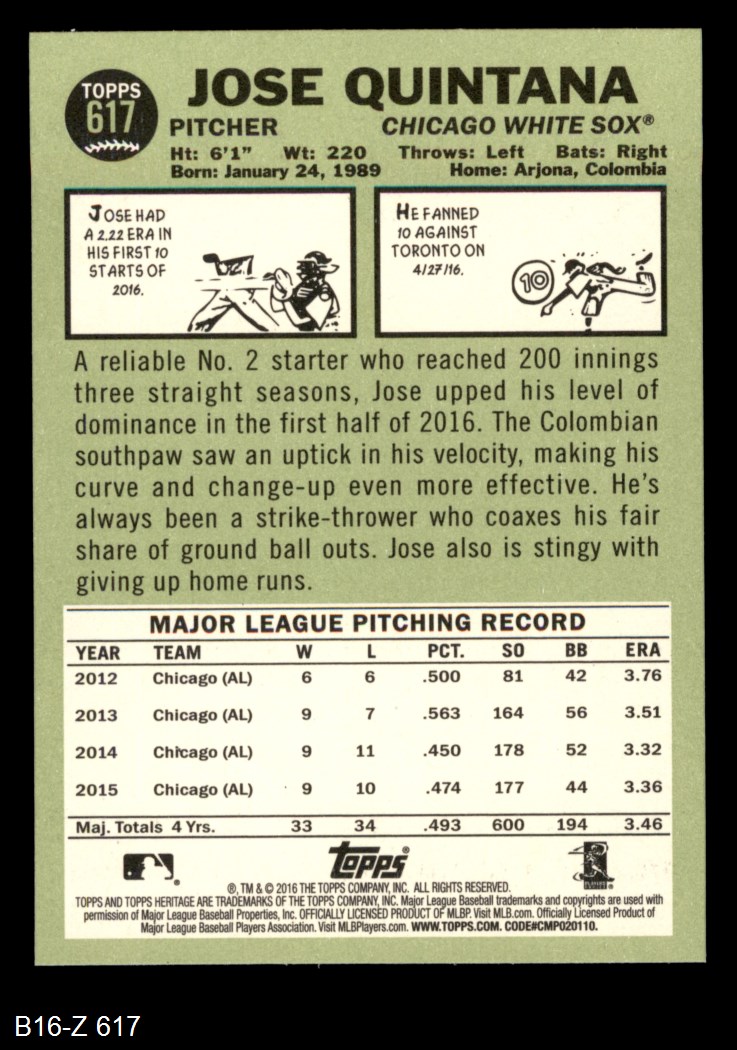 TOPPS
617
JOSE QUINTANA
PITCHER CHICAGO WHITE SOX®
Ht: 6'1" Wt: 220 Throws: Left Bats: Right
Born: January 24, 1989 Home: Arjona, Colombia
JOSE HAD
A 2.22 ERA IN
HIS FIRST 10
STARTS OF
2016.
HE FANNED
10 AGAINST
TORONTO ON
4/27/16.
10
A reliable No. 2 starter who reached 200 innings
three straight seasons, Jose upped his level of
dominance in the first half of 2016. The Colombian
southpaw saw an uptick in his velocity, making his
curve and change-up even more effective. He's
always been a strike-thrower who coaxes his fair
share of ground ball outs. Jose also is stingy with
giving up home runs.
MAJOR LEAGUE PITCHING RECORD
YEAR TEAM W L PCT. SO BB ERA
2012 Chicago (AL) 6 6 .500 81 42 3.76
2013 Chicago (AL) 9 7 .563 164 56 3.51
2014 Chicago (AL) 9 11 .450 178 52 3.32
2015 Chicago (AL) 9 10 .474 177 44 3.36
Maj. Totals 4 Yrs. 33 34 .493 600 194 3.46
Topps®
®, TM & © 2016 THE TOPPS COMPANY, INC. ALL RIGHTS RESERVED.
TOPPS AND TOPPS HERITAGE ARE TRADEMARKS OF THE TOPPS COMPANY, INC. Major League Baseball trademarks and copyrights are used with
permission of Major League Baseball Properties, Inc. OFFICIALLY LICENSED PRODUCT OF MLBP. Visit MLB.com. Officially Licensed Product of
Major League Baseball Players Association. Visit MLBPlayers.com. WWW.TOPPS.COM. CODE#CMP020110.
B16-Z 617